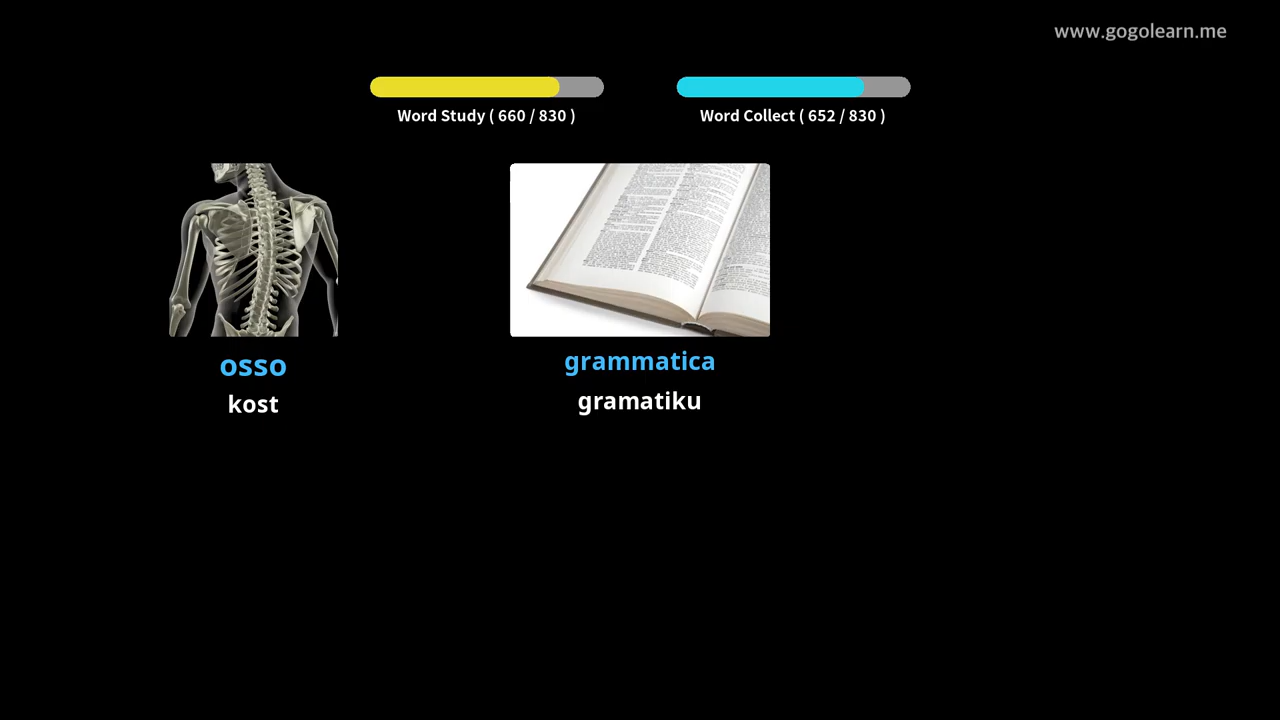 www.gogolearn.me
Word Study ( 660 / 830 )
Word Collect ( 652 / 830 )
osso
kost
grammatica
gramatiku